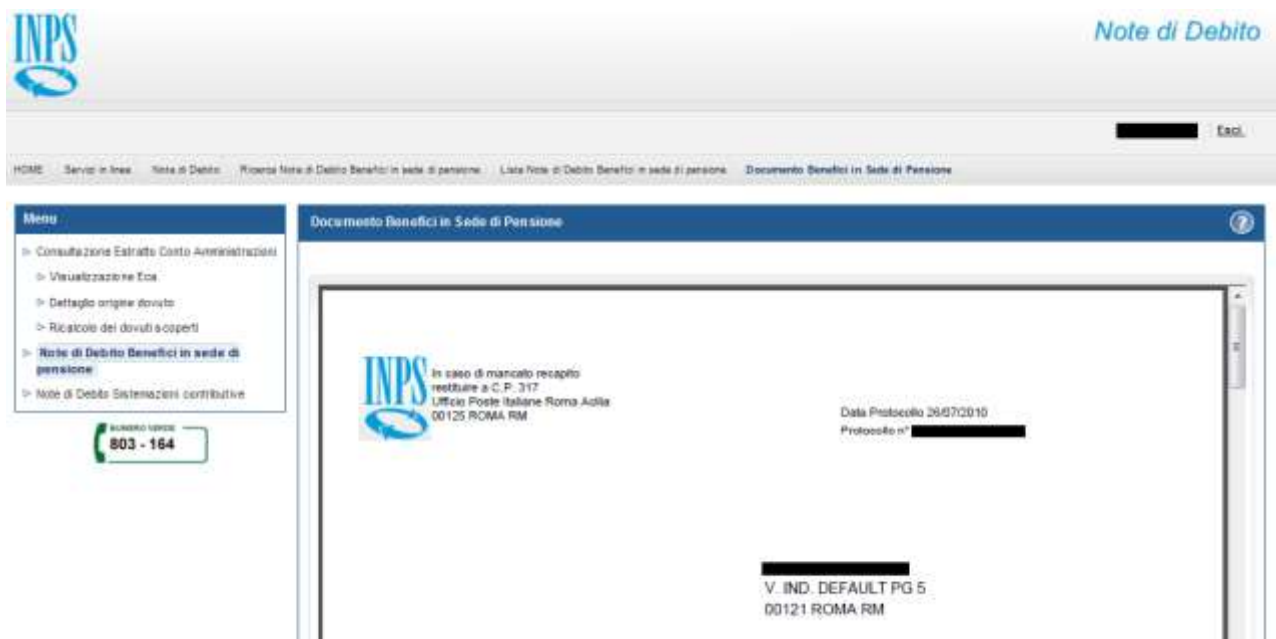 INPS
Note di Debito
Esci.
HOME Servizi in linea Note di Debito Ricerca Note di Debito Benefici in sede di pensione Lista Note di Debito Benefici in sede di pensione Documento Benefici in Sede di Pensione
Menu
Consultazione Estratto Conto Amministrazioni
Visualizzazione Eca
Dettaglio origine dovuto
Ricalcolo dei dovuti scoperti
Note di Debito Benefici in sede di
pensione
Note di Debito Sistemazioni contributive
NUMERO VERDE
803 - 164
Documento Benefici in Sede di Pensione
?
INPS
In caso di mancato recapito
restituire a C.P. 317
Ufficio Poste Italiane Roma Acilia
00125 ROMA RM
Data Protocollo 26/07/2010
Protocollo n°
V. IND. DEFAULT PG 5
00121 ROMA RM